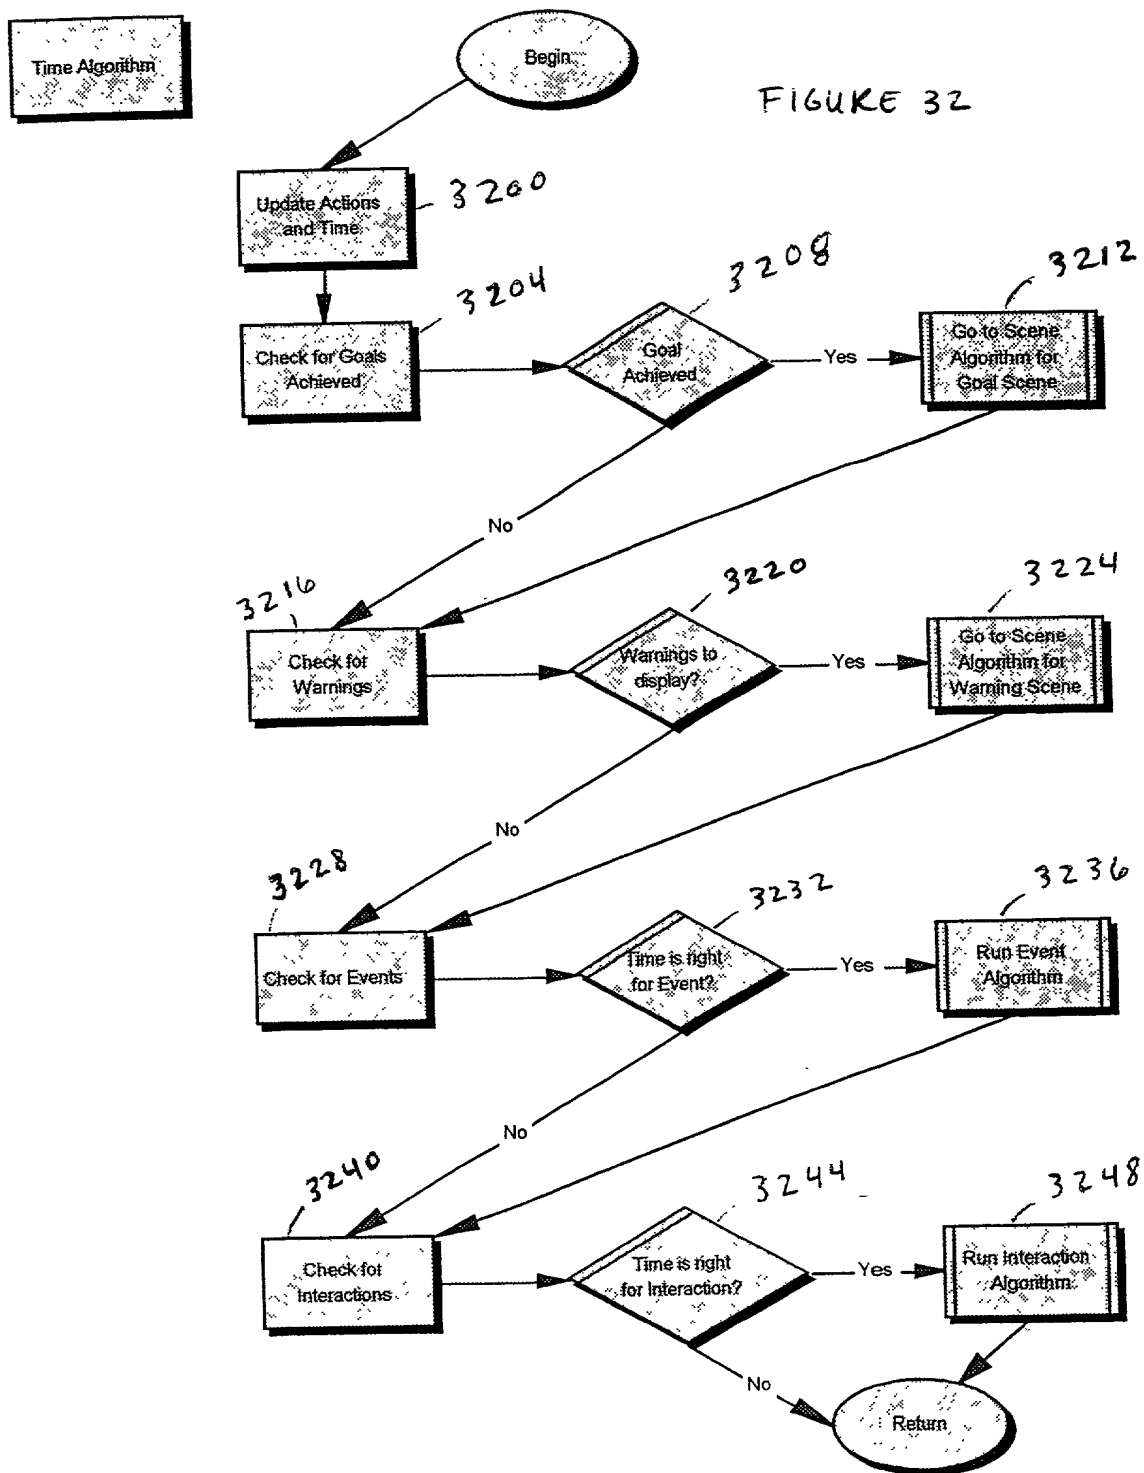 Time Algorithm
Begin
FIGURE 32
Update Actions
and Time
3200
3204
3208
3212
Check for Goals
Achieved
Goal
Achieved
Yes
Go to Scene
Algorithm for
Goal Scene
No
3216
3220
3224
Check for
Warnings
Warnings to
display?
Yes
Go to Scene
Algorithm for
Warning Scene
No
3228
3232
3236
Check for Events
Time is right
for Event?
Yes
Run Event
Algorithm
No
3240
3244
3248
Check for
Interactions
Time is right
for Interaction?
Yes
Run Interaction
Algorithm
No
Return